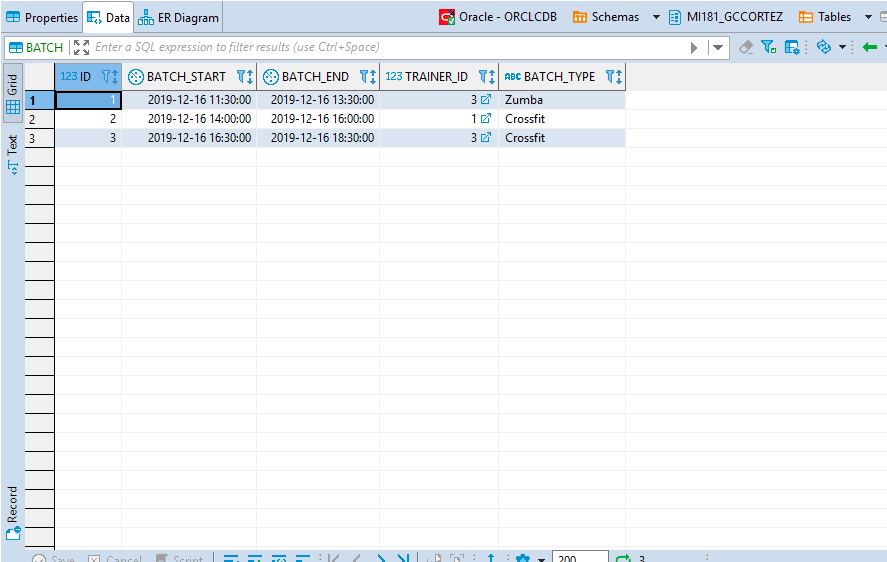 Properties Data ER Diagram Oracle - ORCLCDB Schemas MI181_GCCORTEZ Tables
BATCH Enter a SQL expression to filter results (use Ctrl+Space)
Grid
Text
Record
123 ID BATCH_START BATCH_END 123 TRAINER_ID ABC BATCH_TYPE
1 1 2019-12-16 11:30:00 2019-12-16 13:30:00 3 Zumba
2 2 2019-12-16 14:00:00 2019-12-16 16:00:00 1 Crossfit
3 3 2019-12-16 16:30:00 2019-12-16 18:30:00 3 Crossfit
Save Cancel Script 200 3